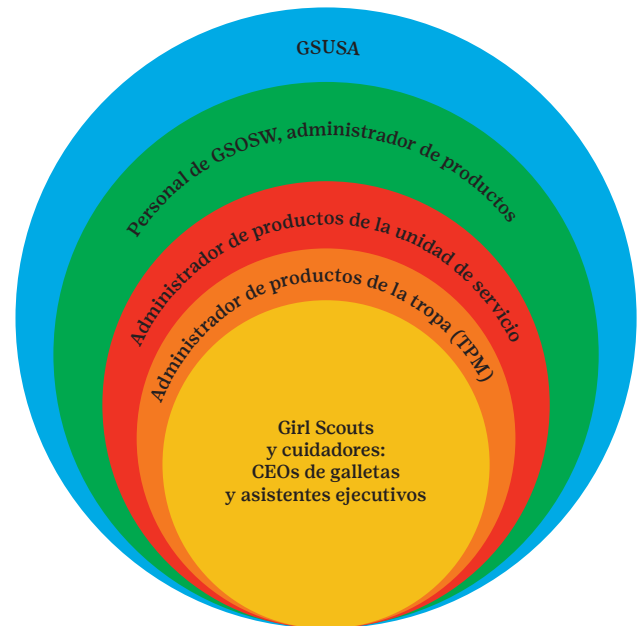 GSUSA
Personal de GSOSW, administrador de productos
Administrador de productos de la unidad de servicio
Administrador de productos de la tropa (TPM)
Girl Scouts
y cuidadores:
CEOs de galletas
y asistentes ejecutivos